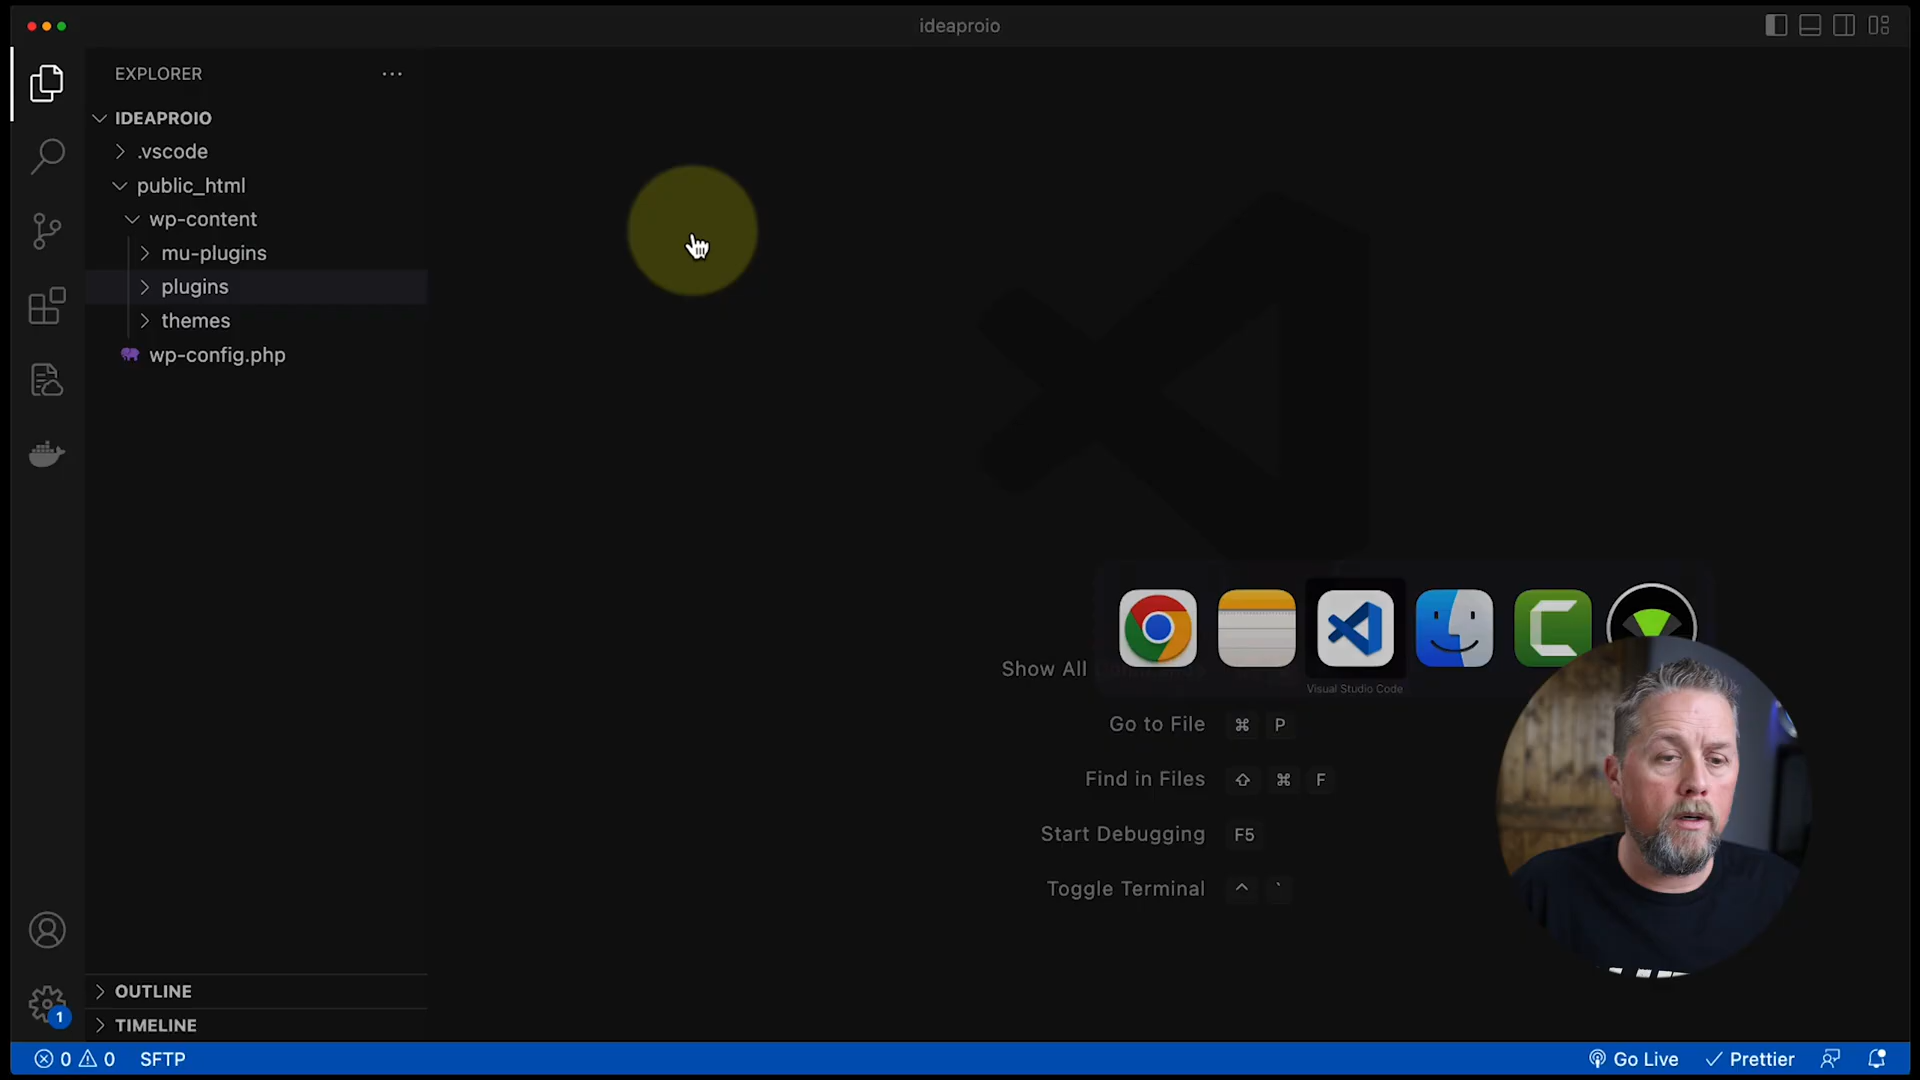 ideaproio
EXPLORER
IDEAPROIO
.vscode
public_html
wp-content
mu-plugins
plugins
themes
wp-config.php
Show All
Visual Studio Code
Go to File ⌘ P
Find in Files ⇧ ⌘ F
Start Debugging F5
Toggle Terminal ^ `
OUTLINE
1
TIMELINE
0 0 SFTP
Go Live
Prettier